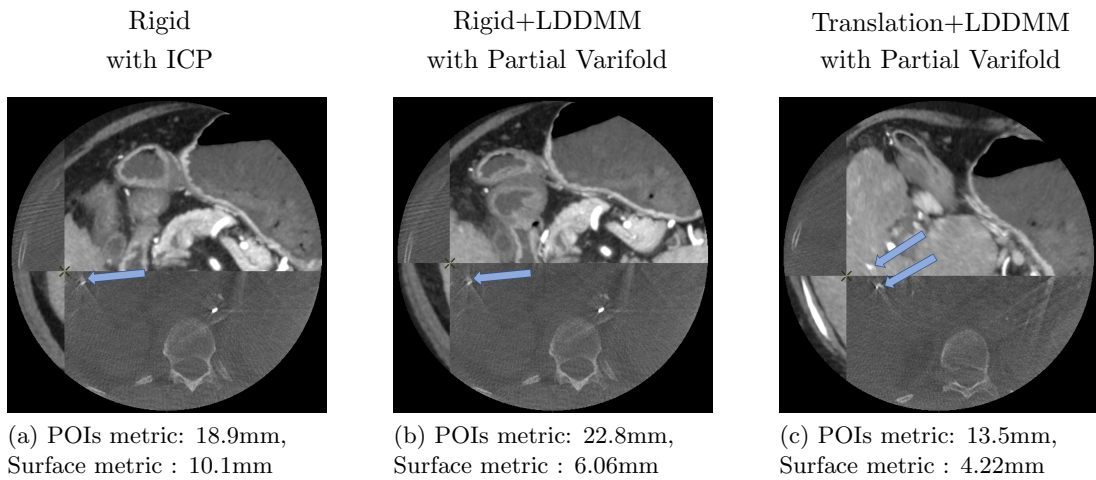 Rigid
with ICP
Rigid+LDDMM
with Partial Varifold
Translation+LDDMM
with Partial Varifold
(a) POIs metric: 18.9mm,
Surface metric : 10.1mm
(b) POIs metric: 22.8mm,
Surface metric : 6.06mm
(c) POIs metric: 13.5mm,
Surface metric : 4.22mm